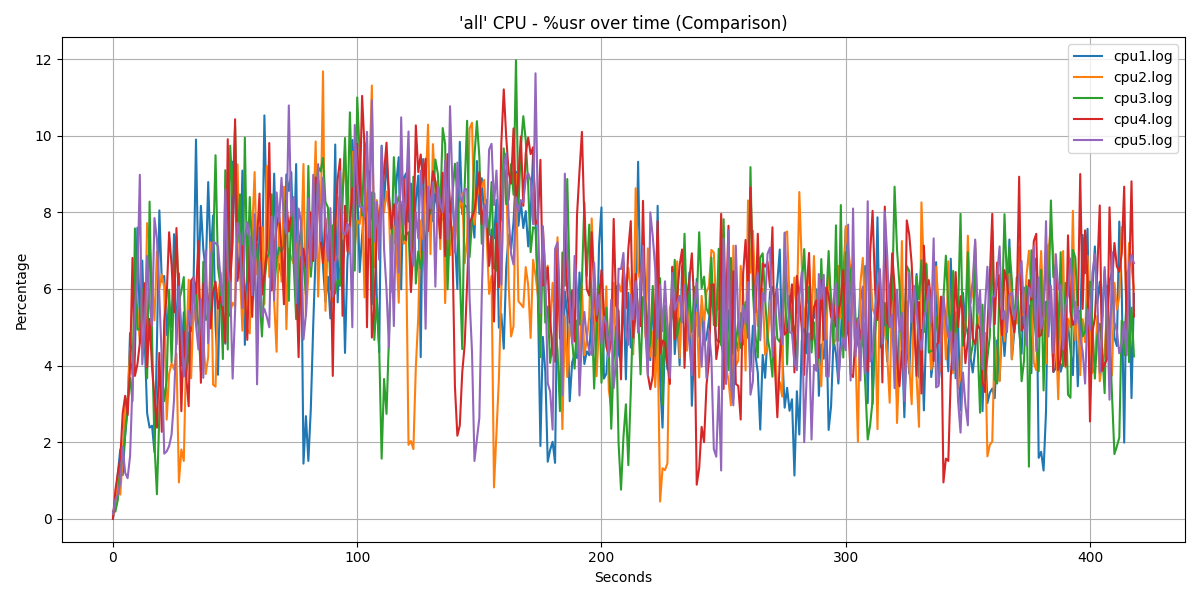 'all' CPU - %usr over time (Comparison)
12
10
8
6
4
2
0
Percentage
0
100
200
300
400
Seconds
cpu1.log
cpu2.log
cpu3.log
cpu4.log
cpu5.log